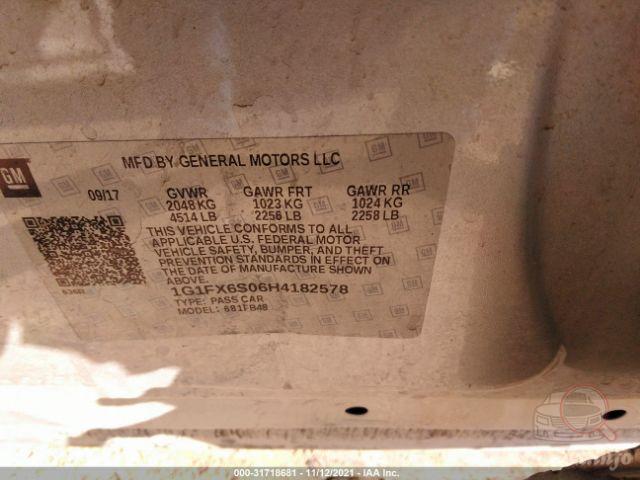 GM
MFD BY GENERAL MOTORS LLC
09/17 GVWR GAWR FRT GAWR RR
2048 KG 1023 KG 1024 KG
4514 LB 2256 LB 2258 LB
THIS VEHICLE CONFORMS TO ALL
APPLICABLE U.S. FEDERAL MOTOR
VEHICLE SAFETY, BUMPER, AND THEFT
PREVENTION STANDARDS IN EFFECT ON
THE DATE OF MANUFACTURE SHOWN
ABOVE.
1G1FX6S06H4182578
TYPE: PASS CAR
MODEL: 681FB48
000-31718681 - 11/12/2021 - IAA Inc.